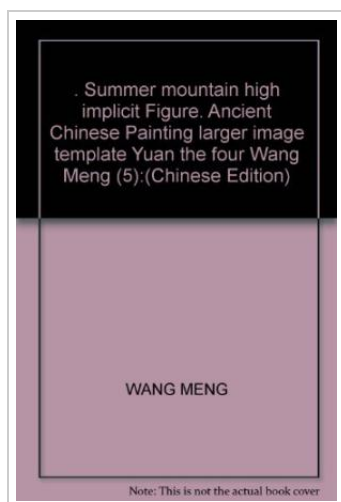 . Summer mountain high
implicit Figure. Ancient
Chinese Painting larger image
template Yuan the four Wang
Meng (5):(Chinese Edition)
WANG MENG
Note: This is not the actual book cover